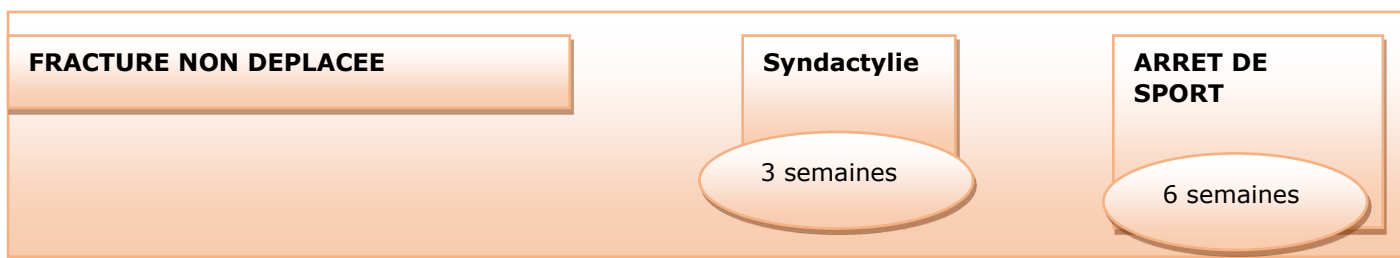 FRACTURE NON DEPLACEE
Syndactylie
3 semaines
ARRET DE
SPORT
6 semaines